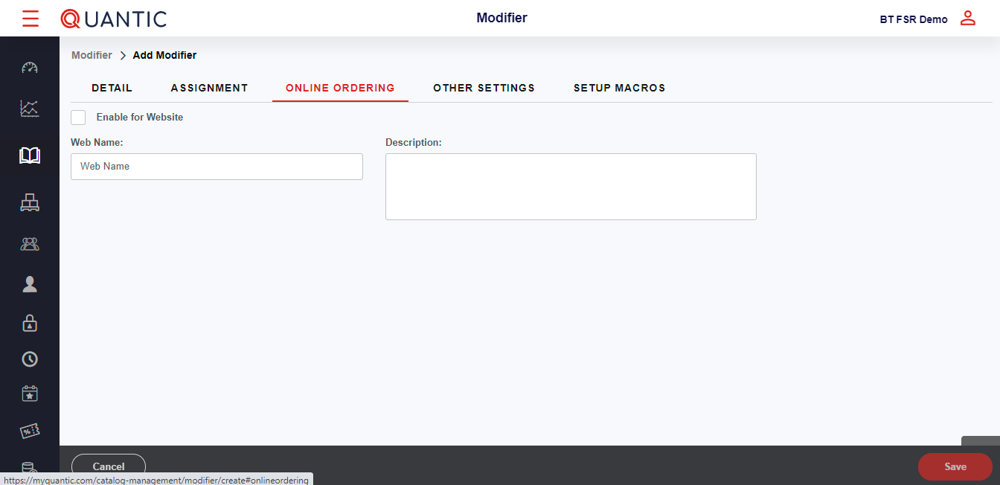 QUANTIC
Modifier
BT FSR Demo
Modifier > Add Modifier
DETAIL ASSIGNMENT ONLINE ORDERING OTHER SETTINGS SETUP MACROS
Enable for Website
Web Name: Description:
Web Name
Cancel Save
https://myquantic.com/catalog-management/modifier/create#onlineordering